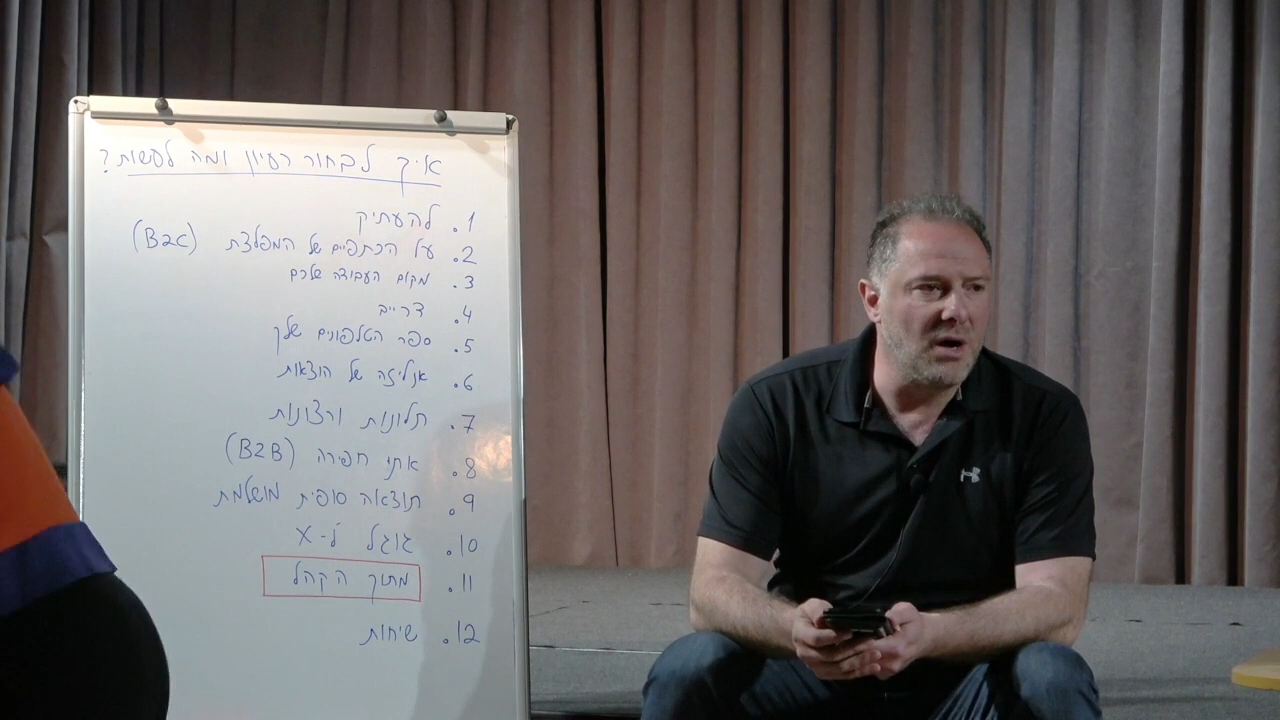 איך לבחור רעיון ומה לעשות?
1. להעתיק
2. על הכתפיים של המפלצת (B2C)
3. מקום העבודה שלכם
4. דרייב
5. ספר הטלפונים שלך
6. אנליזה של הוצאות
7. תלונות ורצונות
8. אתי חפירה (B2B)
9. תוצאה סופית מושלמת
10. גוגל ל-X
11. מתוך הקהל
12. שיחות